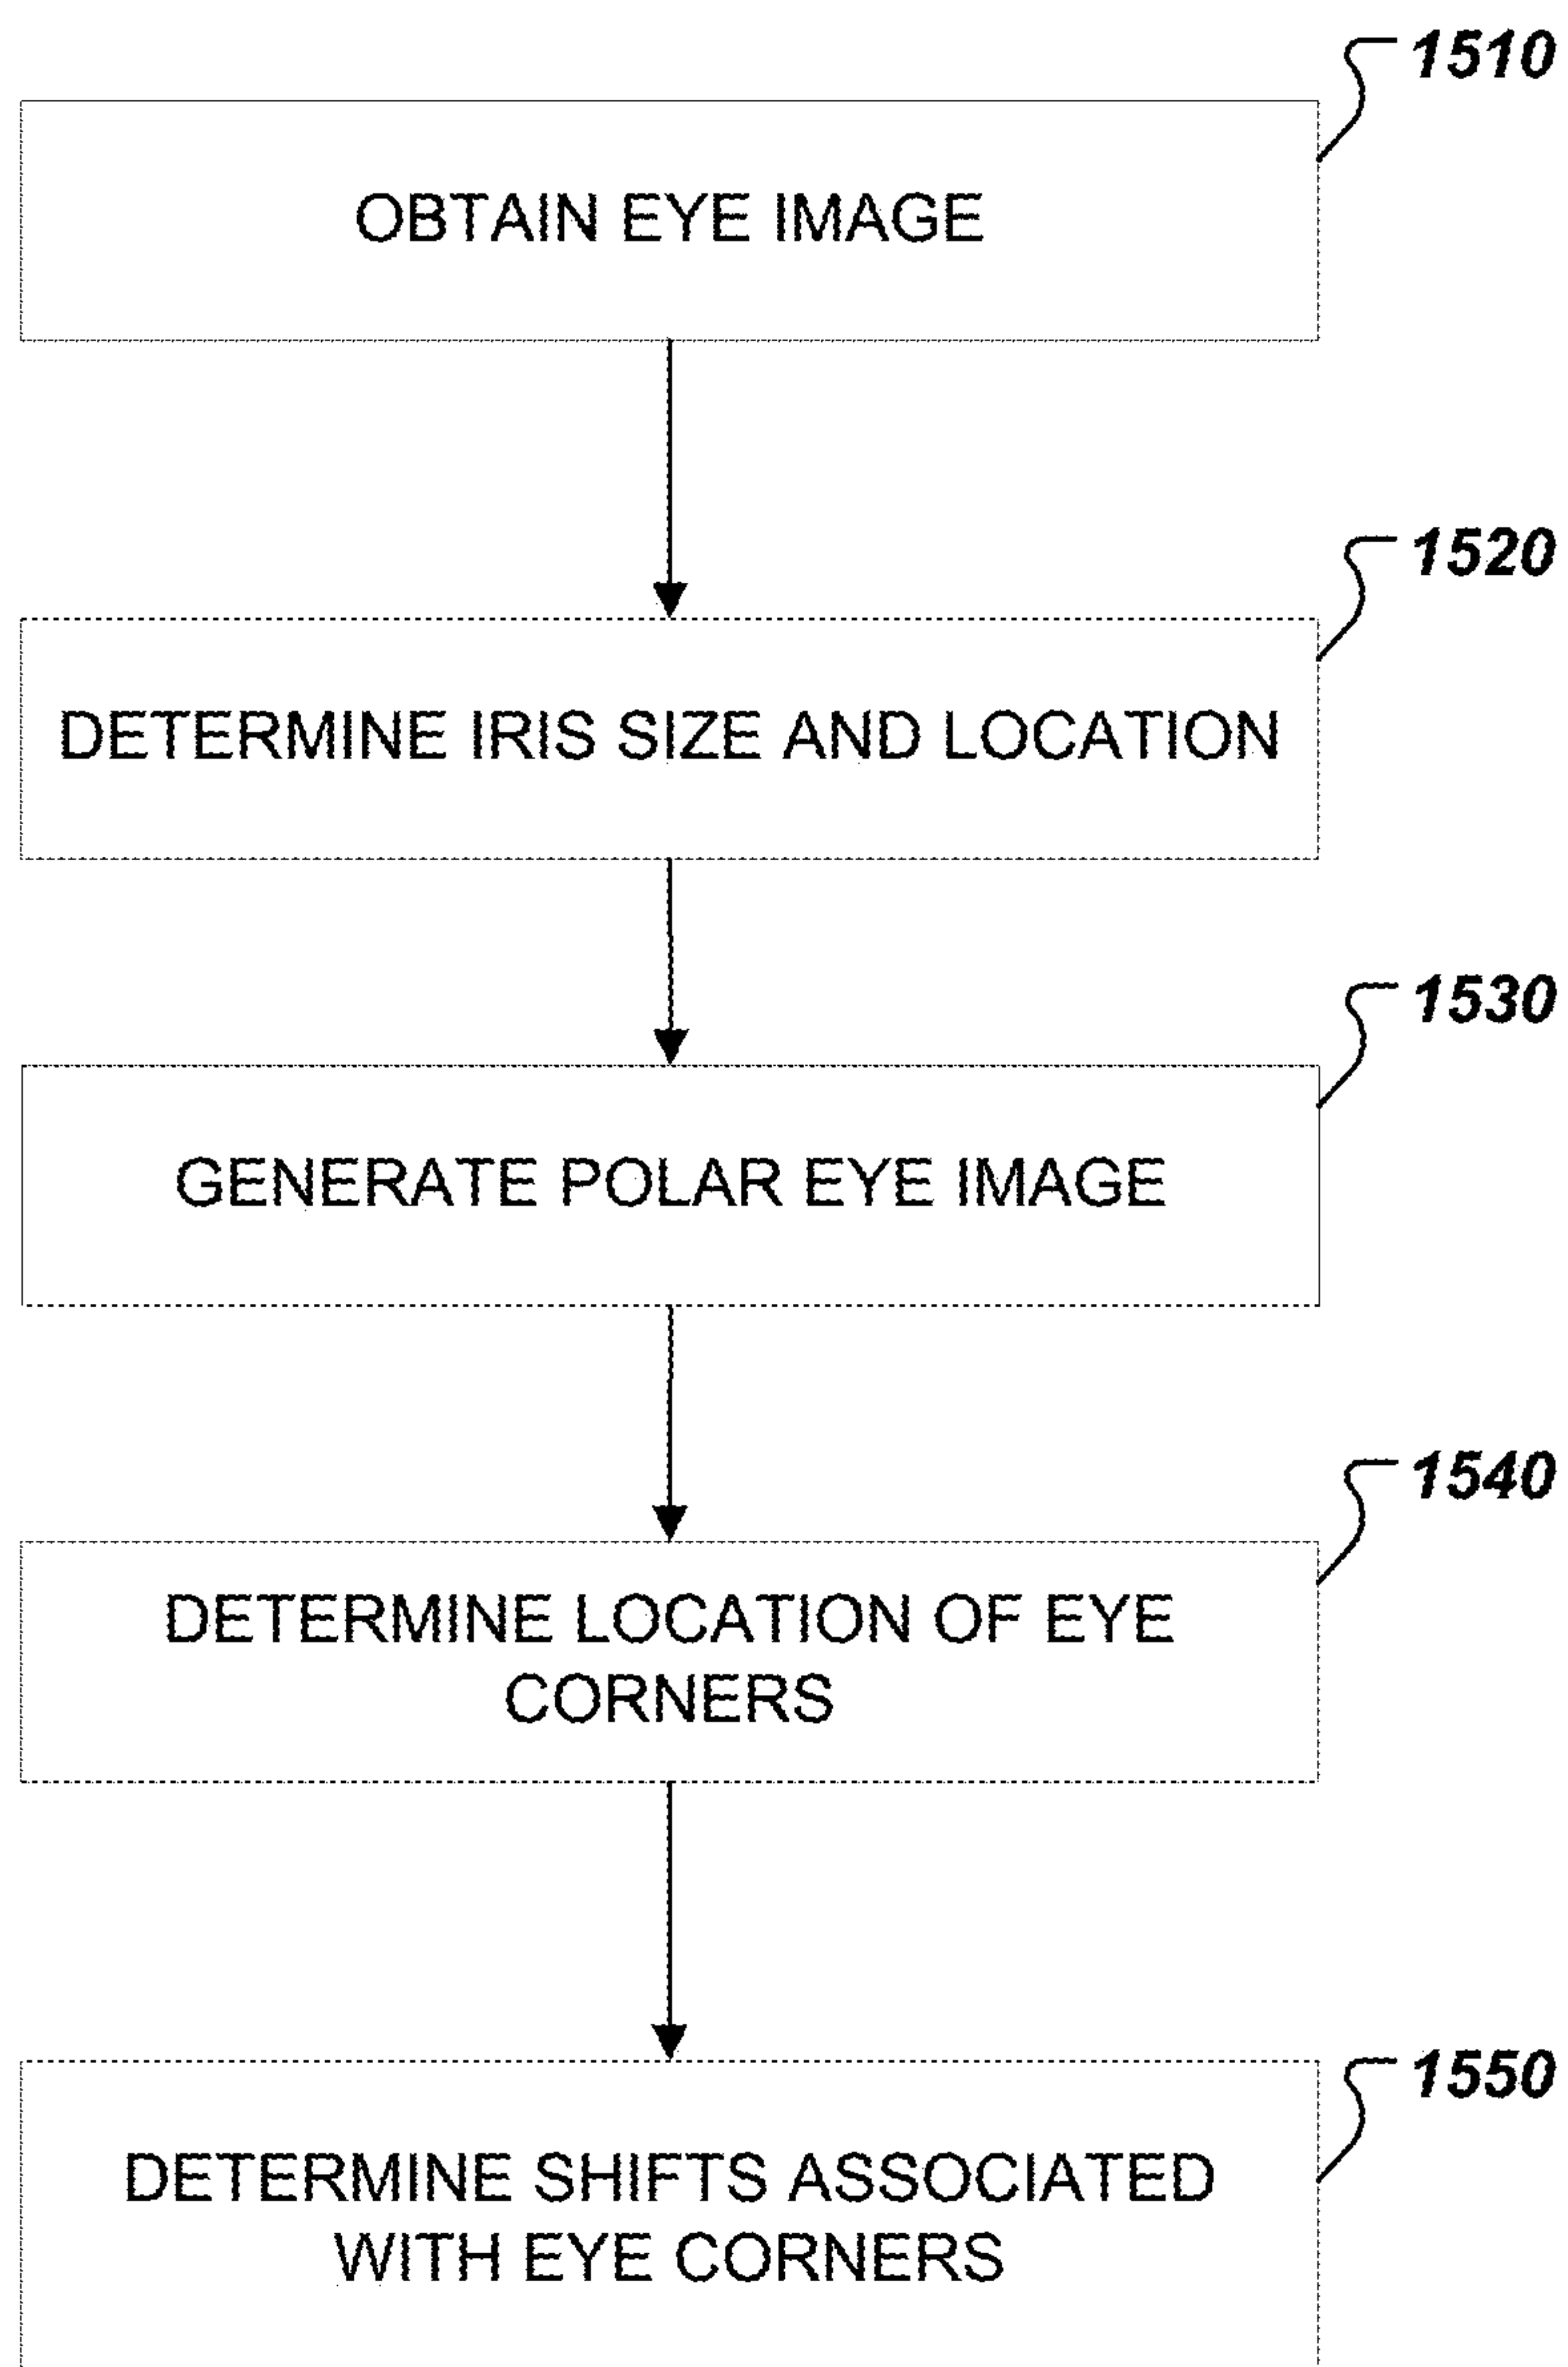 1510
OBTAIN EYE IMAGE
1520
DETERMINE IRIS SIZE AND LOCATION
1530
GENERATE POLAR EYE IMAGE
1540
DETERMINE LOCATION OF EYE
CORNERS
1550
DETERMINE SHIFTS ASSOCIATED
WITH EYE CORNERS